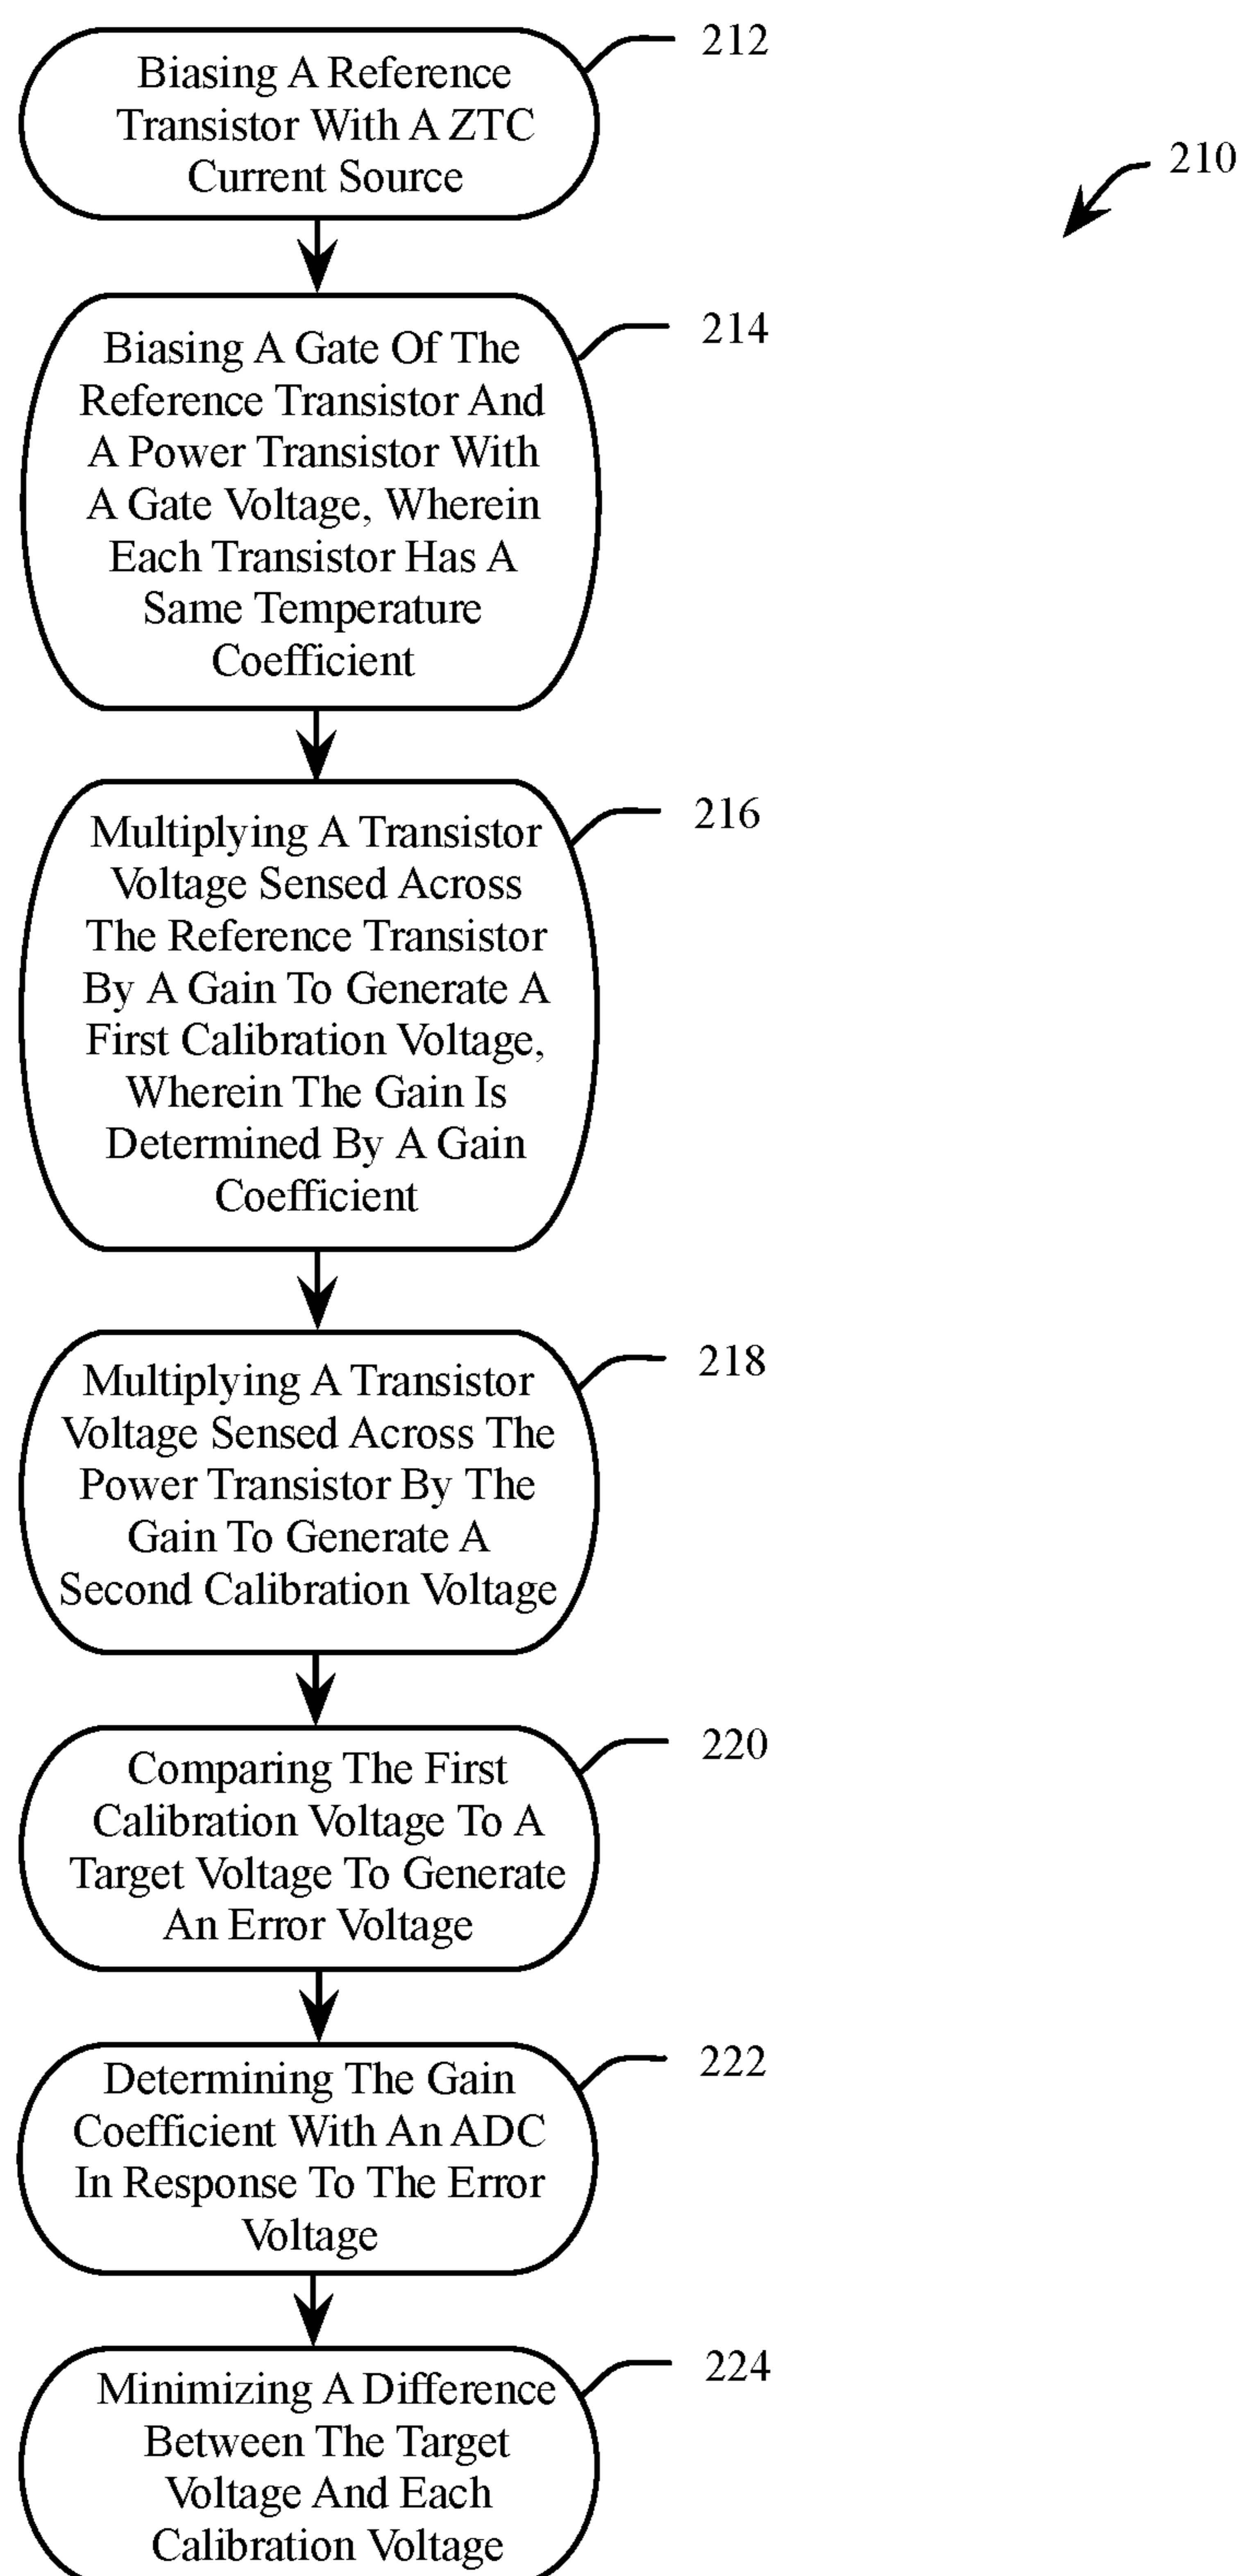 212
Biasing A Reference
Transistor With A ZTC
Current Source
210
214
Biasing A Gate Of The
Reference Transistor And
A Power Transistor With
A Gate Voltage, Wherein
Each Transistor Has A
Same Temperature
Coefficient
216
Multiplying A Transistor
Voltage Sensed Across
The Reference Transistor
By A Gain To Generate A
First Calibration Voltage,
Wherein The Gain Is
Determined By A Gain
Coefficient
218
Multiplying A Transistor
Voltage Sensed Across The
Power Transistor By The
Gain To Generate A
Second Calibration Voltage
220
Comparing The First
Calibration Voltage To A
Target Voltage To Generate
An Error Voltage
222
Determining The Gain
Coefficient With An ADC
In Response To The Error
Voltage
224
Minimizing A Difference
Between The Target
Voltage And Each
Calibration Voltage